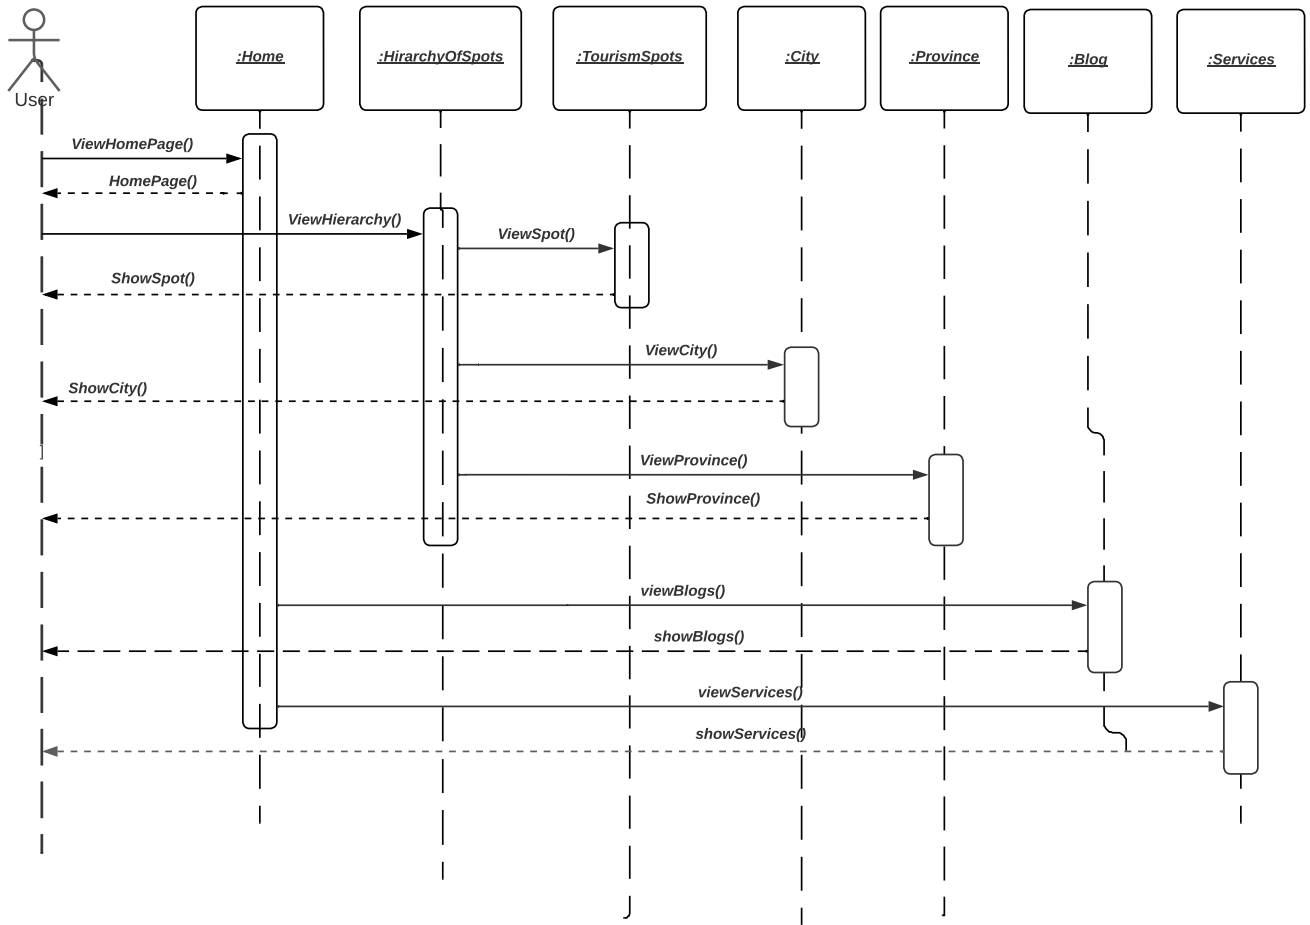 :Home
:HirarchyOfSpots
:TourismSpots
:City
:Province
:Blog
:Services
User
ViewHomePage()
HomePage()
ViewHierarchy()
ViewSpot()
ShowSpot()
ViewCity()
ShowCity()
ViewProvince()
ShowProvince()
viewBlogs()
showBlogs()
viewServices()
showServices()